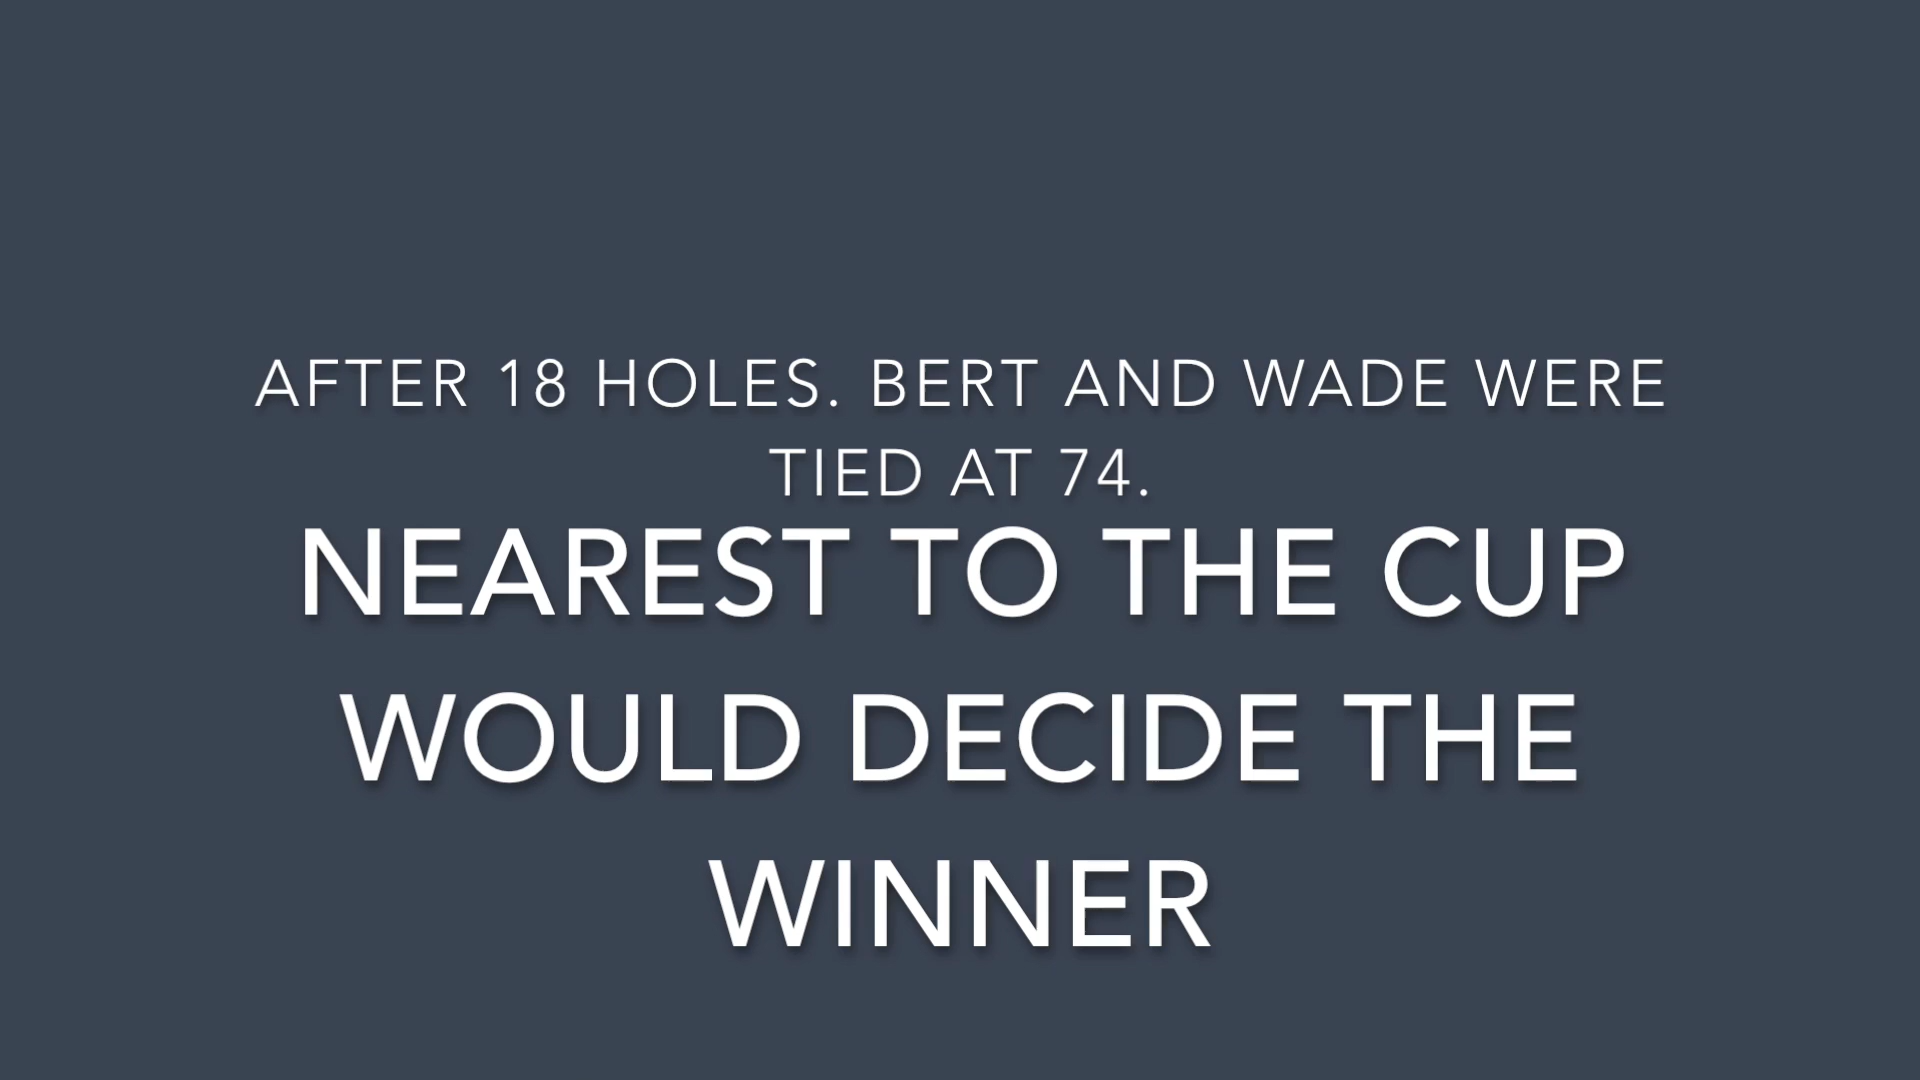 AFTER 18 HOLES. BERT AND WADE WERE
TIED AT 74.
NEAREST TO THE CUP
WOULD DECIDE THE
WINNER